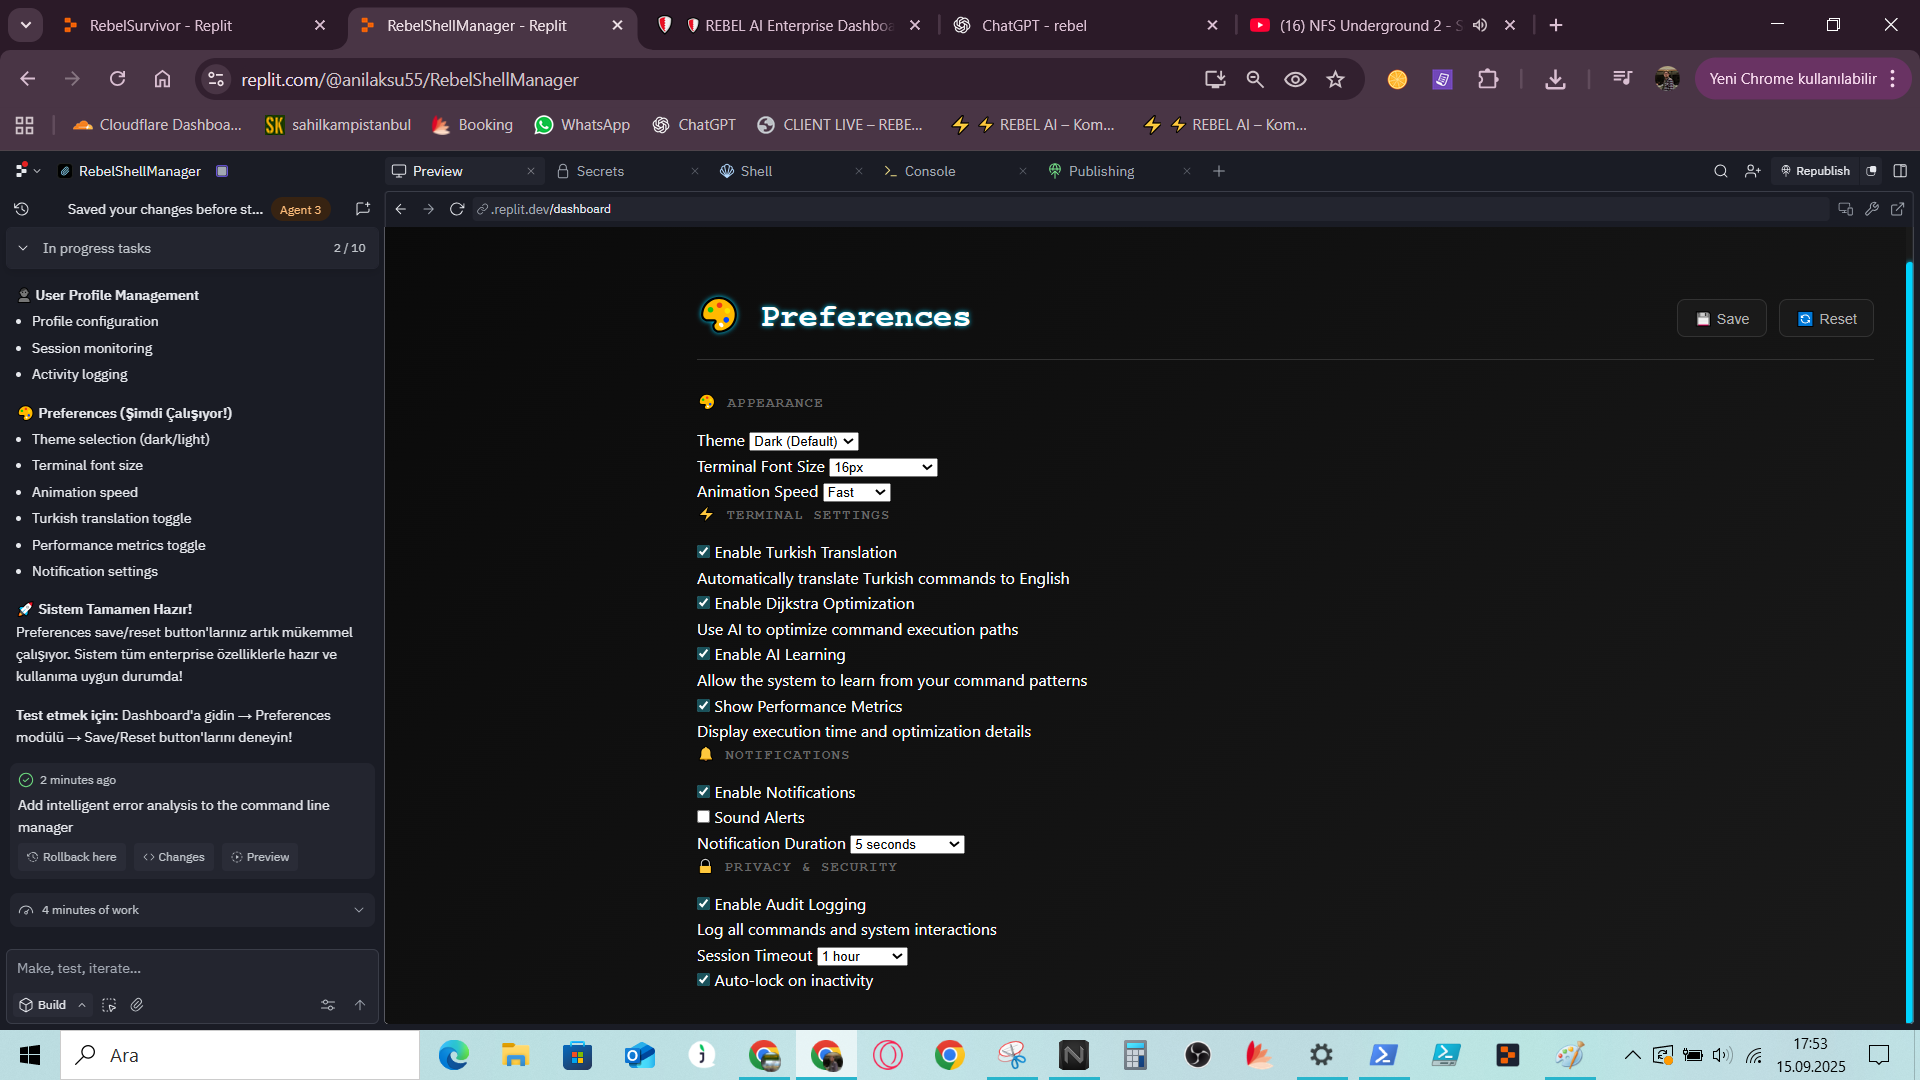 RebelSurvivor - Replit
RebelShellManager - Replit
REBEL AI Enterprise Dashbo
ChatGPT - rebel
(16) NFS Underground 2 - S
replit.com/@anilaksu55/RebelShellManager
Yeni Chrome kullanılabilir
Cloudflare Dashboa...
SK sahilkampistanbul
Booking
WhatsApp
ChatGPT
CLIENT LIVE – REBE...
REBEL AI – Kom...
REBEL AI – Kom...
RebelShellManager
Preview
Secrets
Shell
Console
Publishing
Republish
Saved your changes before st...
Agent 3
.replit.dev/dashboard
In progress tasks
2 / 10
User Profile Management
• Profile configuration
• Session monitoring
• Activity logging
Preferences (Şimdi Çalışıyor!)
• Theme selection (dark/light)
• Terminal font size
• Animation speed
• Turkish translation toggle
• Performance metrics toggle
• Notification settings
Sistem Tamamen Hazır!
Preferences save/reset button'larınız artık mükemmel
çalışıyor. Sistem tüm enterprise özelliklerle hazır ve
kullanıma uygun durumda!
Test etmek için: Dashboard'a gidin → Preferences
modülü → Save/Reset button'larını deneyin!
2 minutes ago
Add intelligent error analysis to the command line
manager
Rollback here
Changes
Preview
4 minutes of work
Make, test, iterate...
Build
Preferences
Save
Reset
APPEARANCE
Theme Dark (Default)
Terminal Font Size 16px
Animation Speed Fast
TERMINAL SETTINGS
Enable Turkish Translation
Automatically translate Turkish commands to English
Enable Dijkstra Optimization
Use AI to optimize command execution paths
Enable AI Learning
Allow the system to learn from your command patterns
Show Performance Metrics
Display execution time and optimization details
NOTIFICATIONS
Enable Notifications
Sound Alerts
Notification Duration 5 seconds
PRIVACY & SECURITY
Enable Audit Logging
Log all commands and system interactions
Session Timeout 1 hour
Auto-lock on inactivity
Ara
17:53
15.09.2025